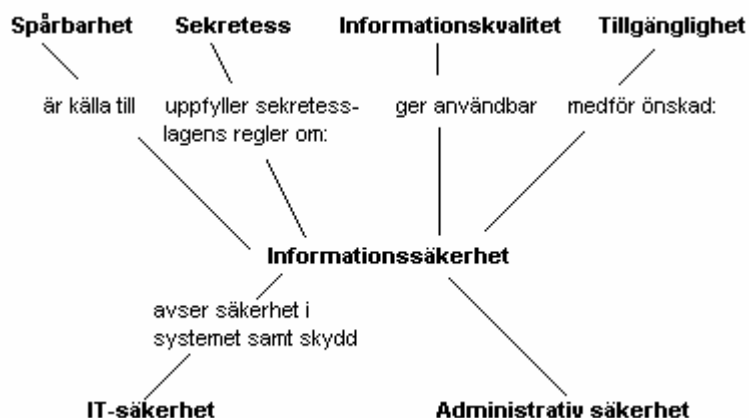 Spårbarhet Sekretess Informationskvalitet Tillgänglighet
är källa till uppfyller sekretess- ger användbar medför önskad:
lagens regler om:
Informationssäkerhet
avser säkerhet i
systemet samt skydd
IT-säkerhet Administrativ säkerhet